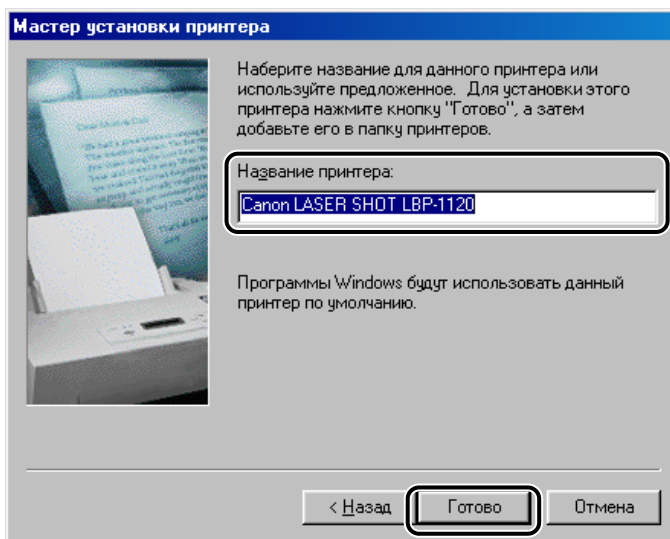 Мастер установки принтера
Наберите название для данного принтера или
используйте предложенное. Для установки этого
принтера нажмите кнопку "Готово", а затем
добавьте его в папку принтеров.
Название принтера:
Canon LASER SHOT LBP-1120
Программы Windows будут использовать данный
принтер по умолчанию.
< Назад
Готово
Отмена